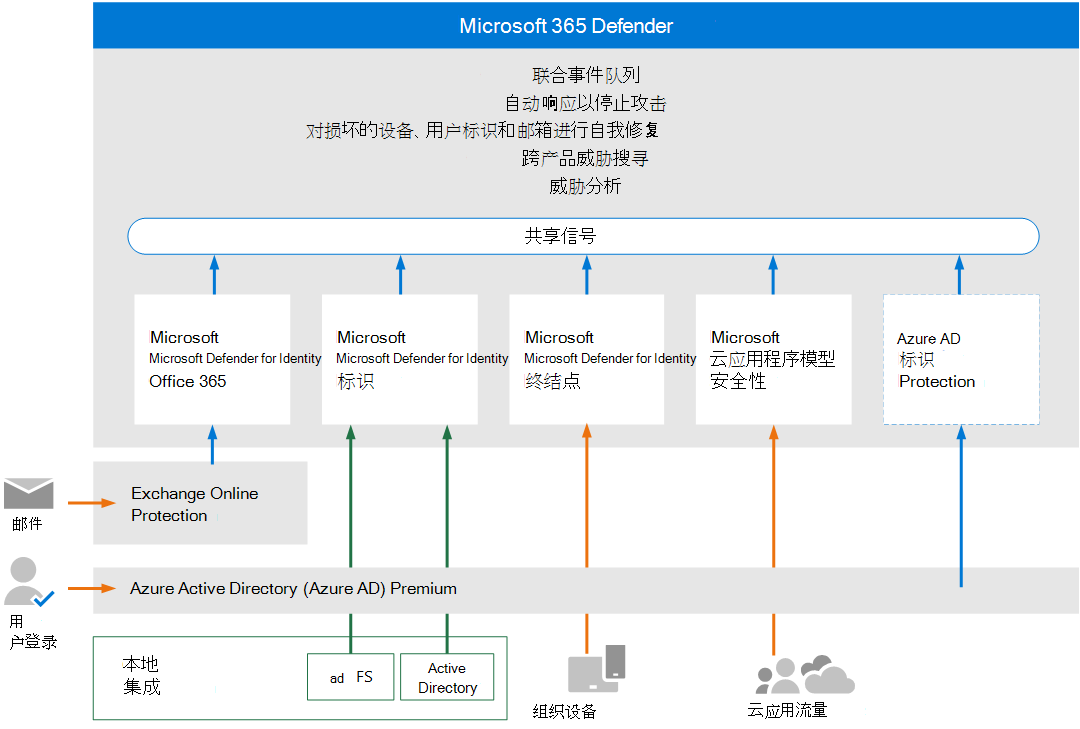 Microsoft 365 Defender
联合事件队列
自动响应以停止攻击
对损坏的设备、用户标识和邮箱进行自我修复
跨产品威胁搜寻
威胁分析
共享信号
Microsoft
Microsoft Defender for Identity
Office 365
Microsoft
Microsoft Defender for Identity
标识
Microsoft
Microsoft Defender for Identity
终结点
Microsoft
云应用程序模型
安全性
Azure AD
标识
Protection
邮件
Exchange Online
Protection
用
户登录
Azure Active Directory (Azure AD) Premium
本地
集成
ad FS
Active
Directory
组织设备
云应用流量